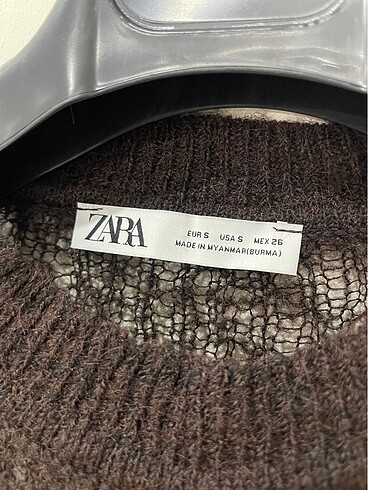 ZARA
EUR S USA S MEX 26
MADE IN MYANMAR(BURMA)